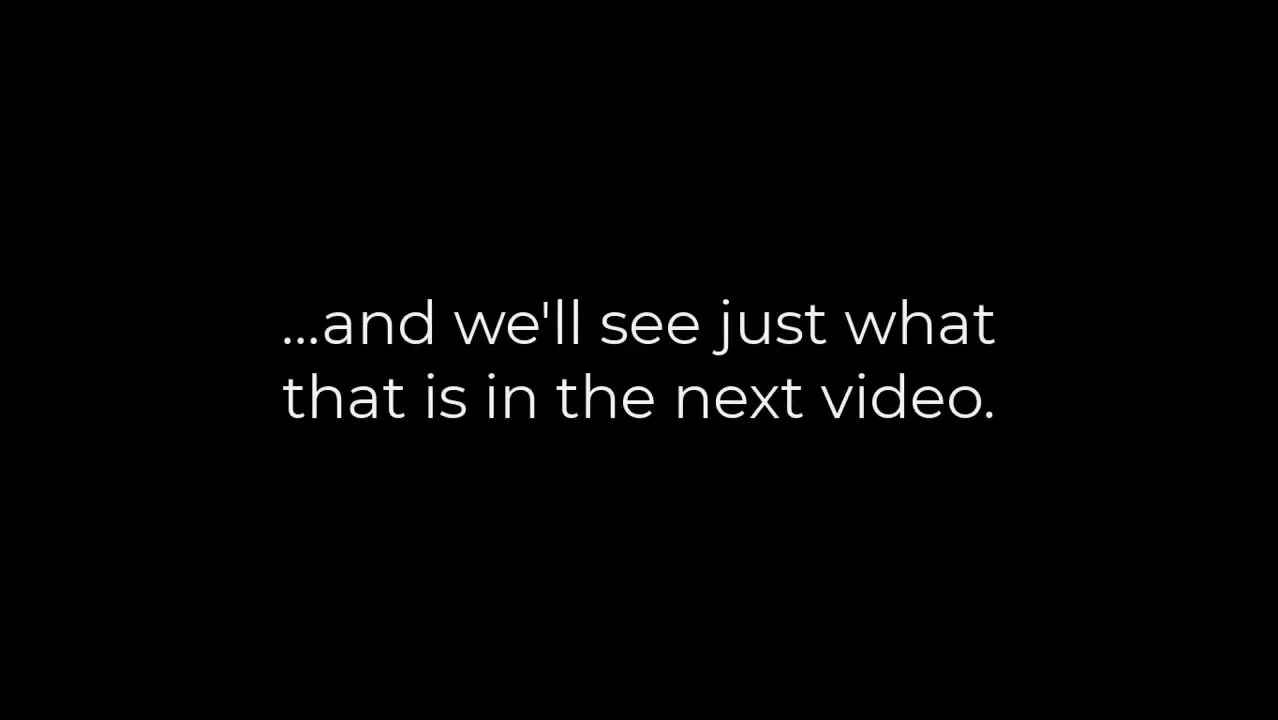 ...and we'll see just what
that is in the next video.